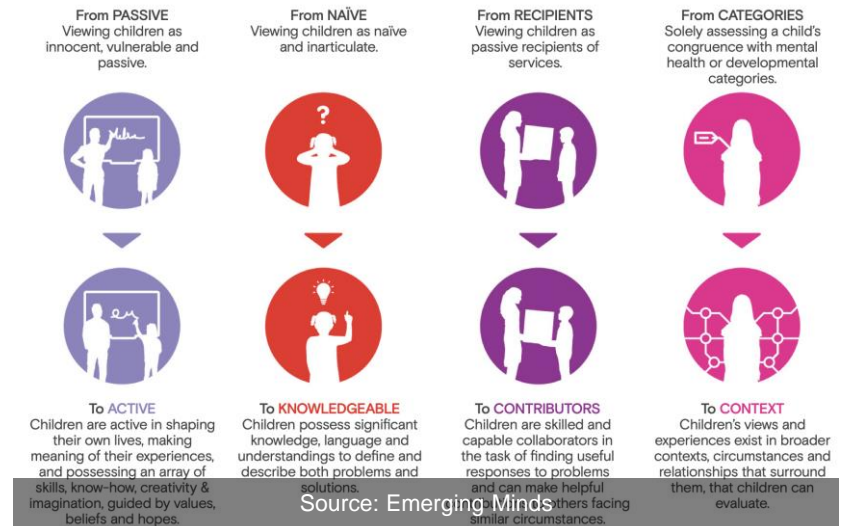 From PASSIVE
Viewing children as
innocent, vulnerable and
passive.
From NAÏVE
Viewing children as naïve
and inarticulate.
From RECIPIENTS
Viewing children as
passive recipients of
services.
From CATEGORIES
Solely assessing a child's
congruence with mental
health or developmental
categories.
?
To ACTIVE
Children are active in shaping
their own lives, making
meaning of their experiences,
and possessing an array of
skills, know-how, creativity &
imagination, guided by values,
beliefs and hopes.
To KNOWLEDGEABLE
Children possess significant
knowledge, language and
understandings to define and
describe both problems and
solutions.
To CONTRIBUTORS
Children are skilled and
capable collaborators in
the task of finding useful
responses to problems
and can make helpful
others facing
similar circumstances.
To CONTEXT
Children's views and
experiences exist in broader
contexts, circumstances and
relationships that surround
them, that children can
evaluate.
Source: Emerging Minds